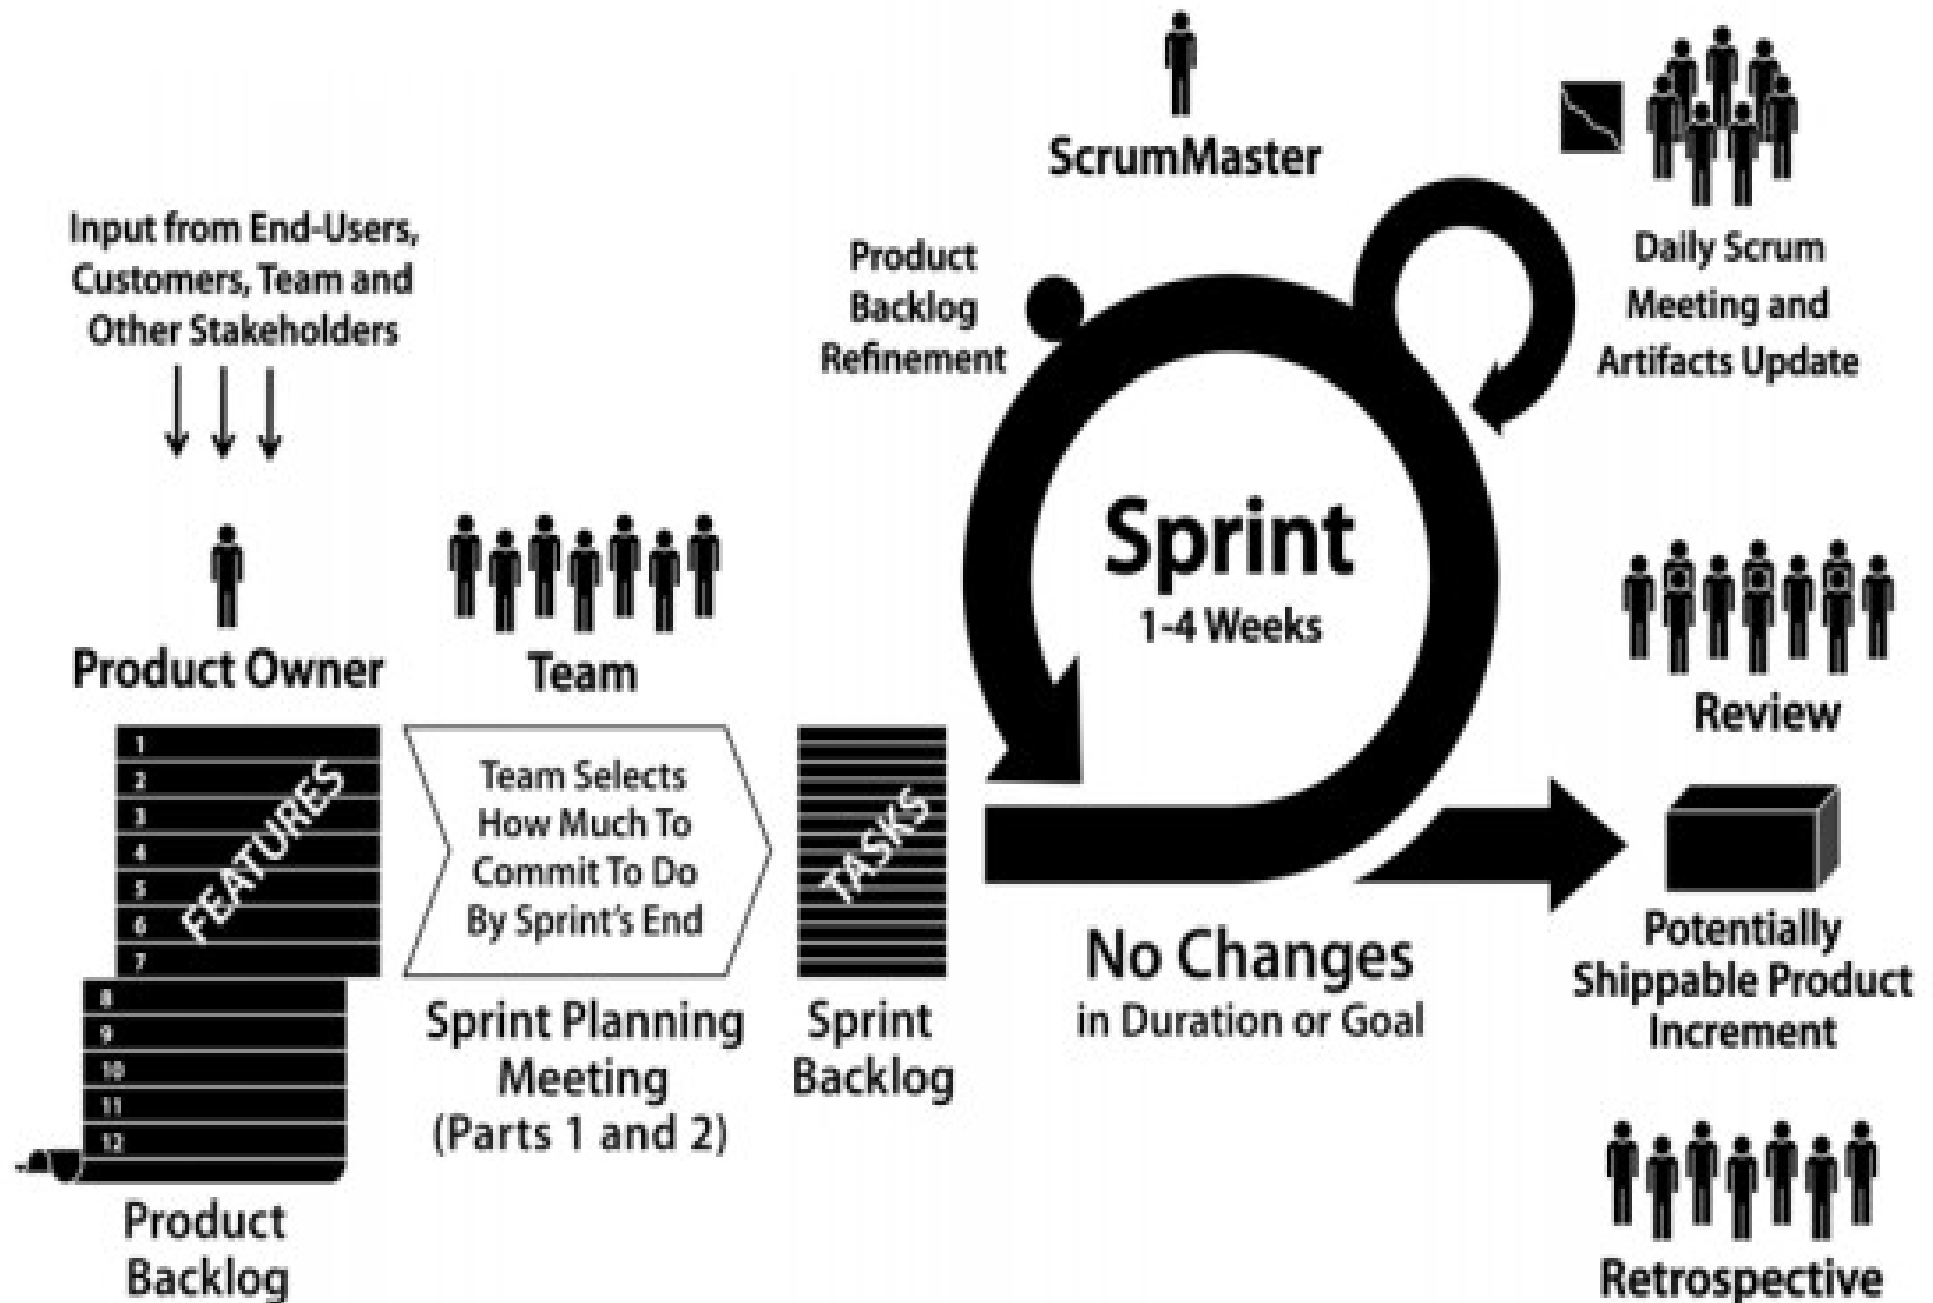 ScrumMaster
Input from End-Users,
Customers, Team and
Other Stakeholders
Product
Backlog
Refinement
Daily Scrum
Meeting and
Artifacts Update
Product Owner
Team
Sprint
1-4 Weeks
Review
1
2
3
4
5
6
7
FEATURES
8
9
10
11
12
Team Selects
How Much To
Commit To Do
By Sprint's End
TASKS
No Changes
in Duration or Goal
Potentially
Shippable Product
Increment
Sprint Planning
Meeting
(Parts 1 and 2)
Sprint
Backlog
Product
Backlog
Retrospective